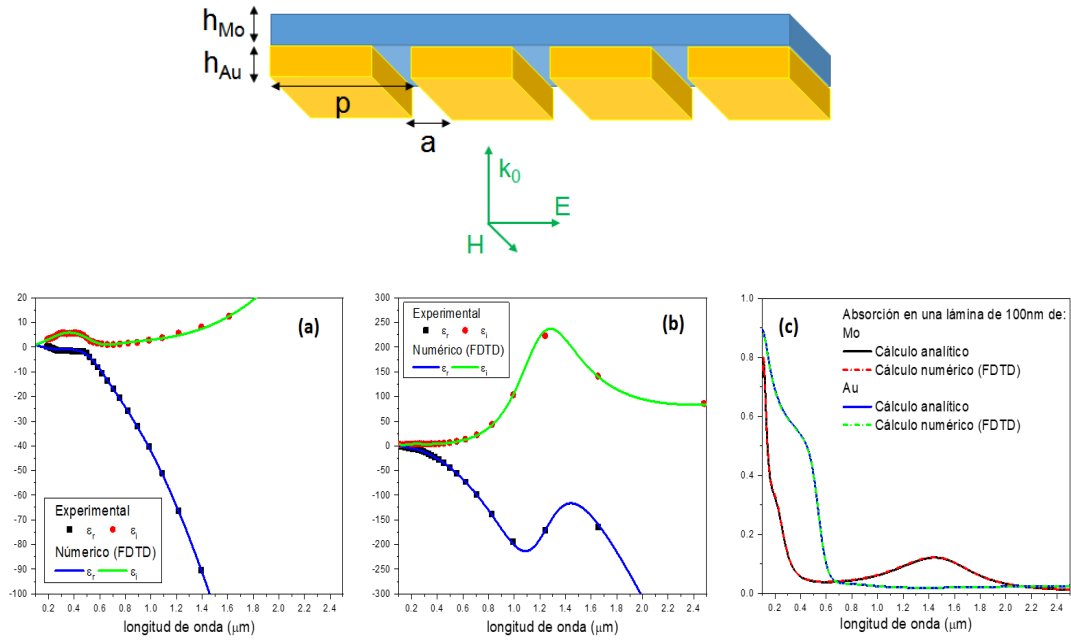 hMo
hAu
p
a
k0
E
H
20
10
0
-10
-20
-30
-40
-50
-60
-70
-80
-90
-100
(a)
Experimental
εr εi
Númérico (FDTD)
εr εi
0.2 0.4 0.6 0.8 1.0 1.2 1.4 1.6 1.8 2.0 2.2 2.4
longitud de onda (μm)
300
250
200
150
100
50
0
-50
-100
-150
-200
-250
-300
(b)
Experimental
εr εi
Numérico (FDTD)
εr εi
0.2 0.4 0.6 0.8 1.0 1.2 1.4 1.6 1.8 2.0 2.2 2.4
longitud de onda (μm)
1.0
0.8
0.6
0.4
0.2
0.0
(c)
Absorción en una lámina de 100nm de:
Mo
Cálculo analítico
Cálculo numérico (FDTD)
Au
Cálculo analítico
Cálculo numérico (FDTD)
0.2 0.4 0.6 0.8 1.0 1.2 1.4 1.6 1.8 2.0 2.2 2.4
longitud de onda (μm)